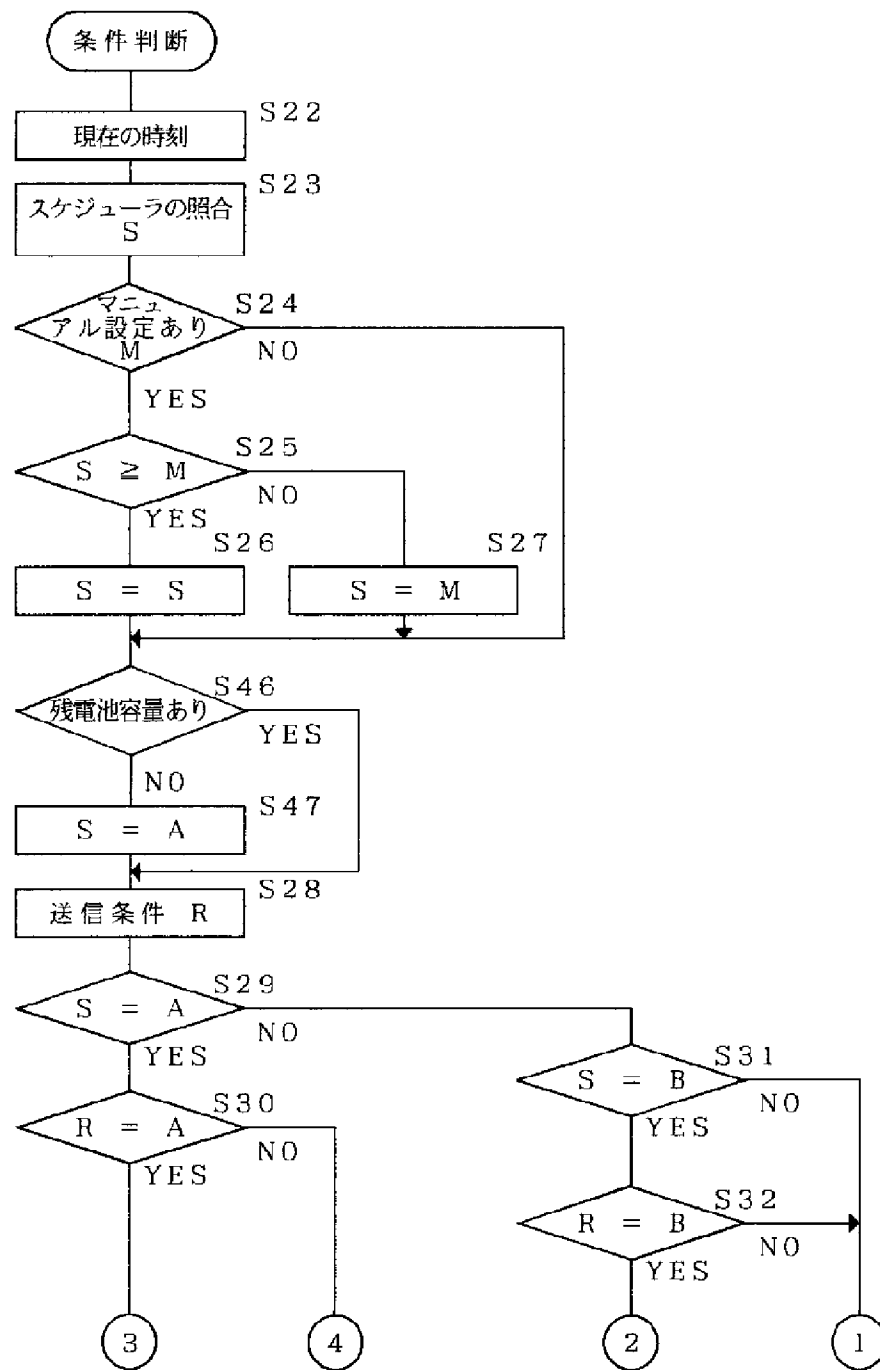 条件判断
S22
現在の時刻
S23
スケジューラの照合
S
S24
マニュ
アル設定あり
M
NO
YES
S25
S ≧ M
NO
YES
S26
S27
S = S
S = M
S46
残電池容量あり
YES
NO
S47
S = A
S28
送信条件 R
S29
S = A
NO
YES
S31
S = B
NO
YES
S30
R = A
NO
YES
S32
R = B
NO
YES
3
4
2
1